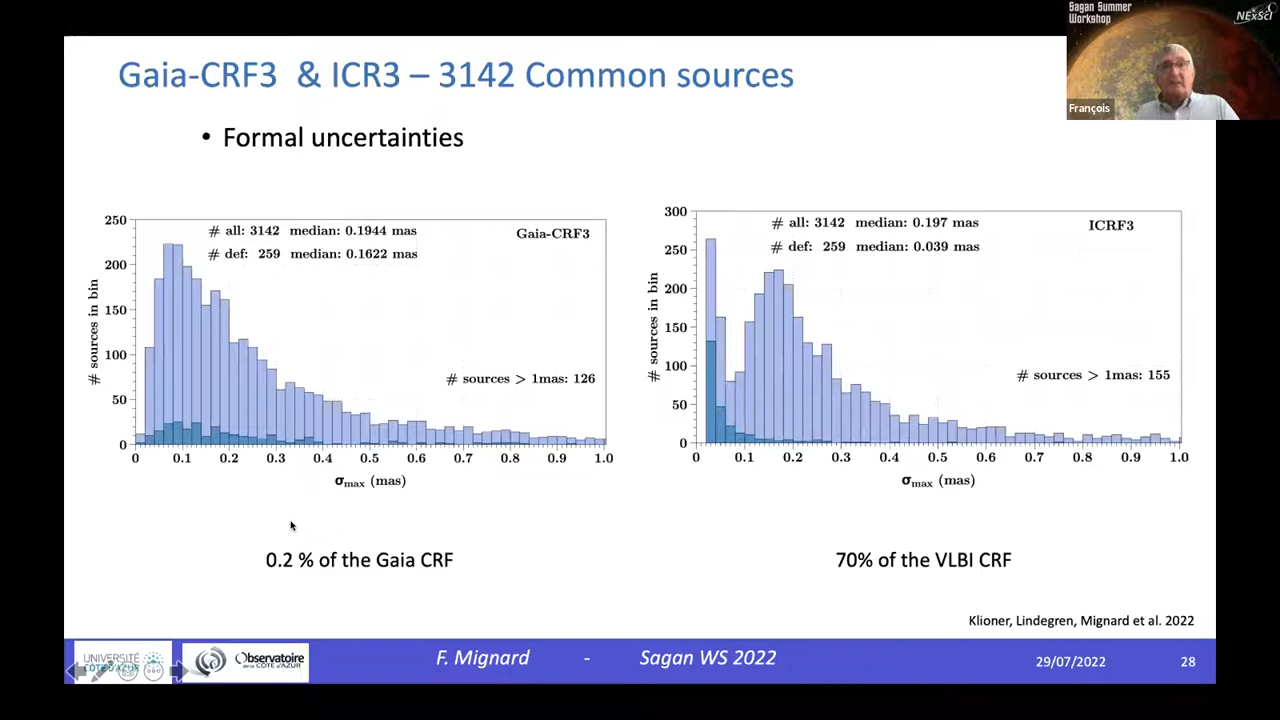 Sagan Summer
Workshop
NExScI
François
Gaia-CRF3 & ICR3 – 3142 Common sources
• Formal uncertainties
# all: 3142 median: 0.1944 mas
# def: 259 median: 0.1622 mas
Gaia-CRF3
# sources > 1mas: 126
# sources in bin
250
200
150
100
50
0
0 0.1 0.2 0.3 0.4 0.5 0.6 0.7 0.8 0.9 1.0
σmax (mas)
# all: 3142 median: 0.197 mas
# def: 259 median: 0.039 mas
ICRF3
# sources > 1mas: 155
# sources in bin
300
250
200
150
100
50
0
0 0.1 0.2 0.3 0.4 0.5 0.6 0.7 0.8 0.9 1.0
σmax (mas)
0.2 % of the Gaia CRF
70% of the VLBI CRF
Klioner, Lindegren, Mignard et al. 2022
UNIVERSITÉ
CÔTE D'AZUR
Observatoire
de la CÔTE d'AZUR
F. Mignard - Sagan WS 2022
29/07/2022
28